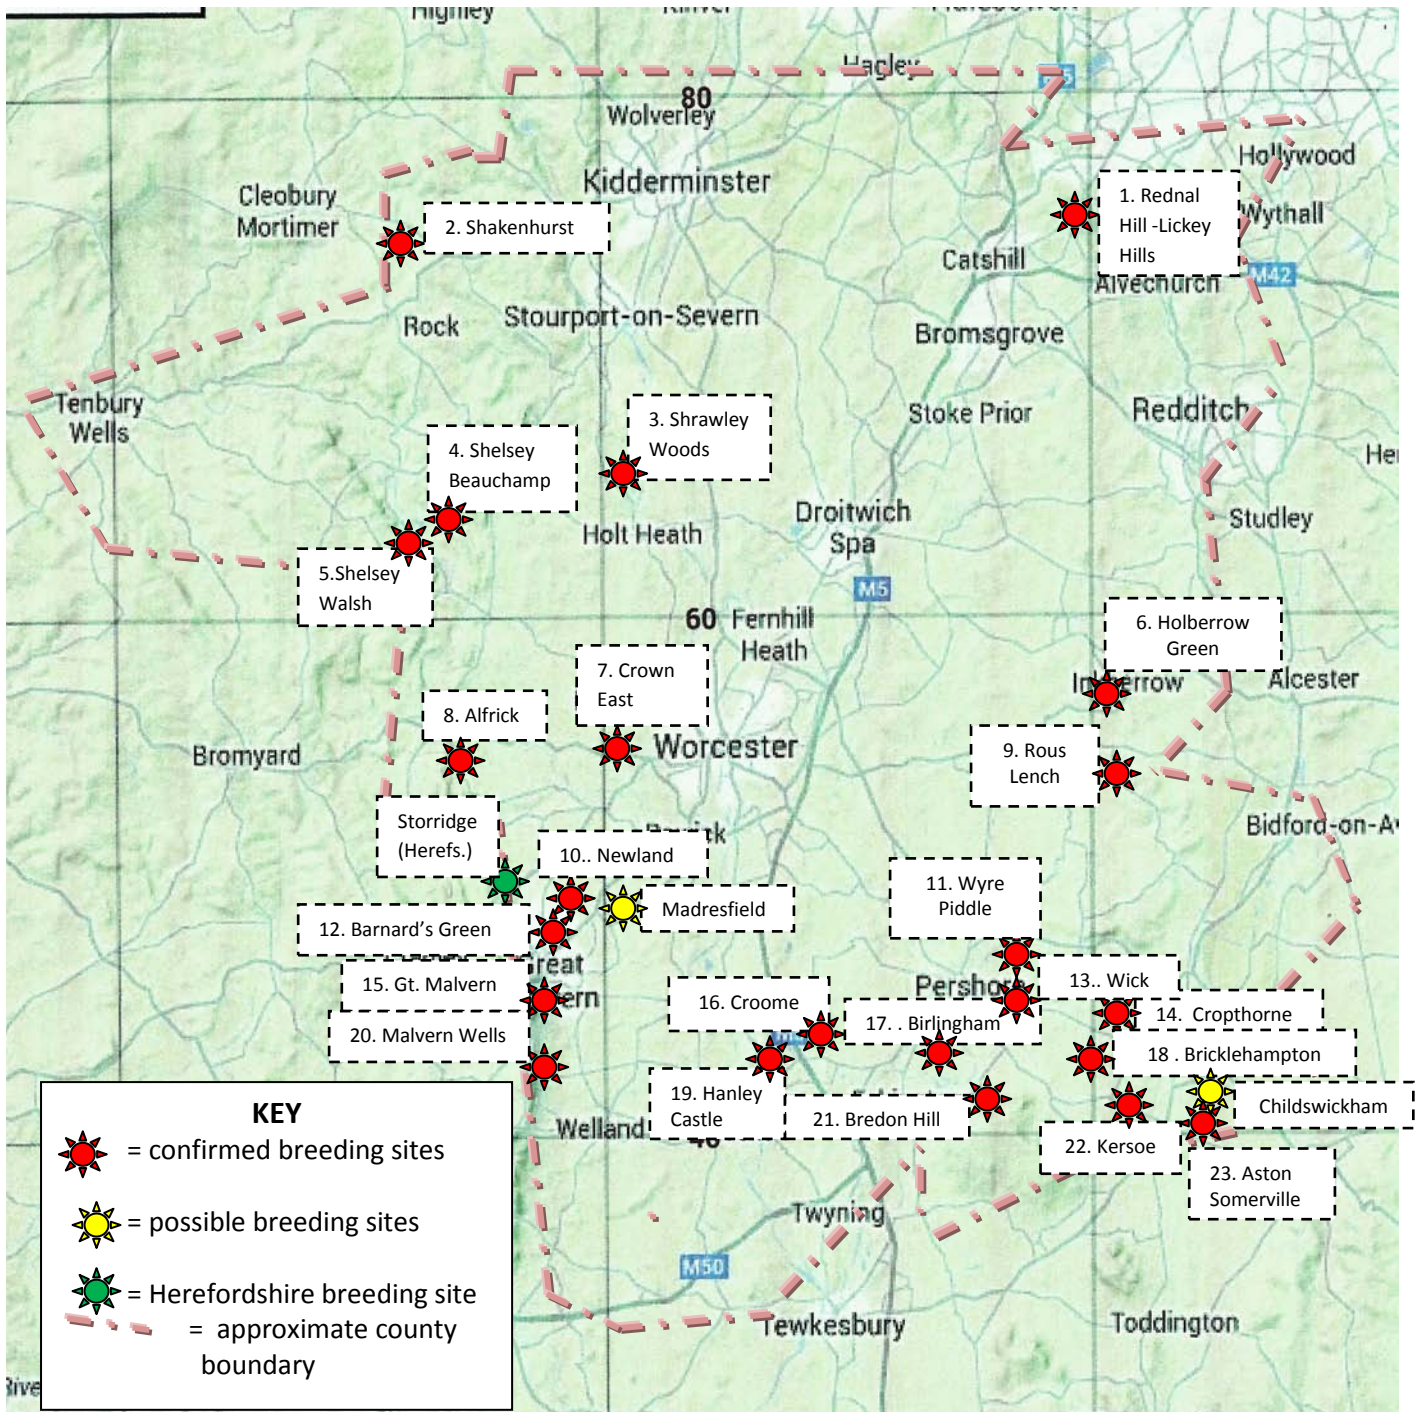 Highley
Hagley
80
Wolverley
Hollywood
Kidderminster
Cleobury
Mortimer
1. Rednal
Hill -Lickey
Hills
Wythall
2. Shakenhurst
Catshill
M42
Alvechurch
Rock
Stourport-on-Severn
Bromsgrove
Tenbury
Wells
3. Shrawley
Woods
Stoke Prior
Redditch
4. Shelsey
Beauchamp
Droitwich
Spa
Studley
Holt Heath
5.Shelsey
Walsh
M5
60
Fernhill
Heath
6. Holberrow
Green
7. Crown
East
Alcester
8. Alfrick
Bromyard
Worcester
9. Rous
Lench
Storridge
(Herefs.)
Bidford-on-Av
10.. Newland
11. Wyre
Piddle
Madresfield
12. Barnard’s Green
15. Gt. Malvern
Pershore
13.. Wick
16. Croome
14. Cropthorne
20. Malvern Wells
17. . Birlingham
18 . Bricklehampton
19. Hanley
Castle
21. Bredon Hill
Childswickham
Welland
22. Kersoe
23. Aston
Somerville
Twyning
M50
Tewkesbury
Toddington
KEY
= confirmed breeding sites
= possible breeding sites
= Herefordshire breeding site
= approximate county
boundary